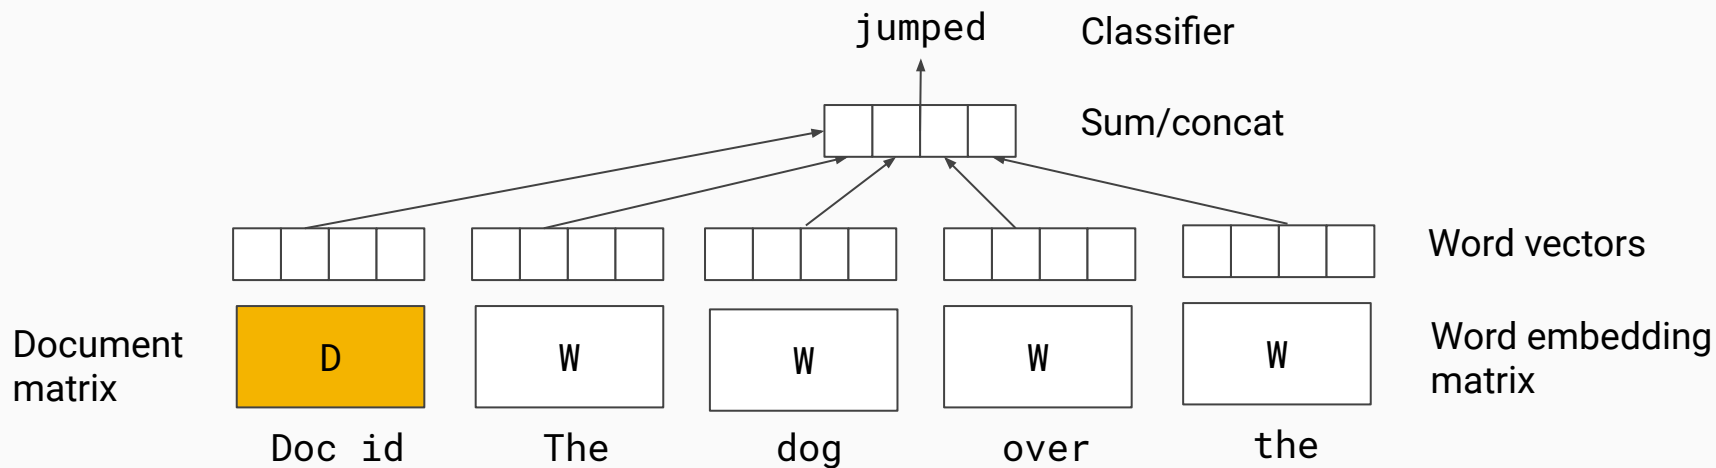 jumped
Classifier
Sum/concat
Word vectors
Document
matrix
D
W
W
W
W
Word embedding
matrix
Doc id
The
dog
over
the